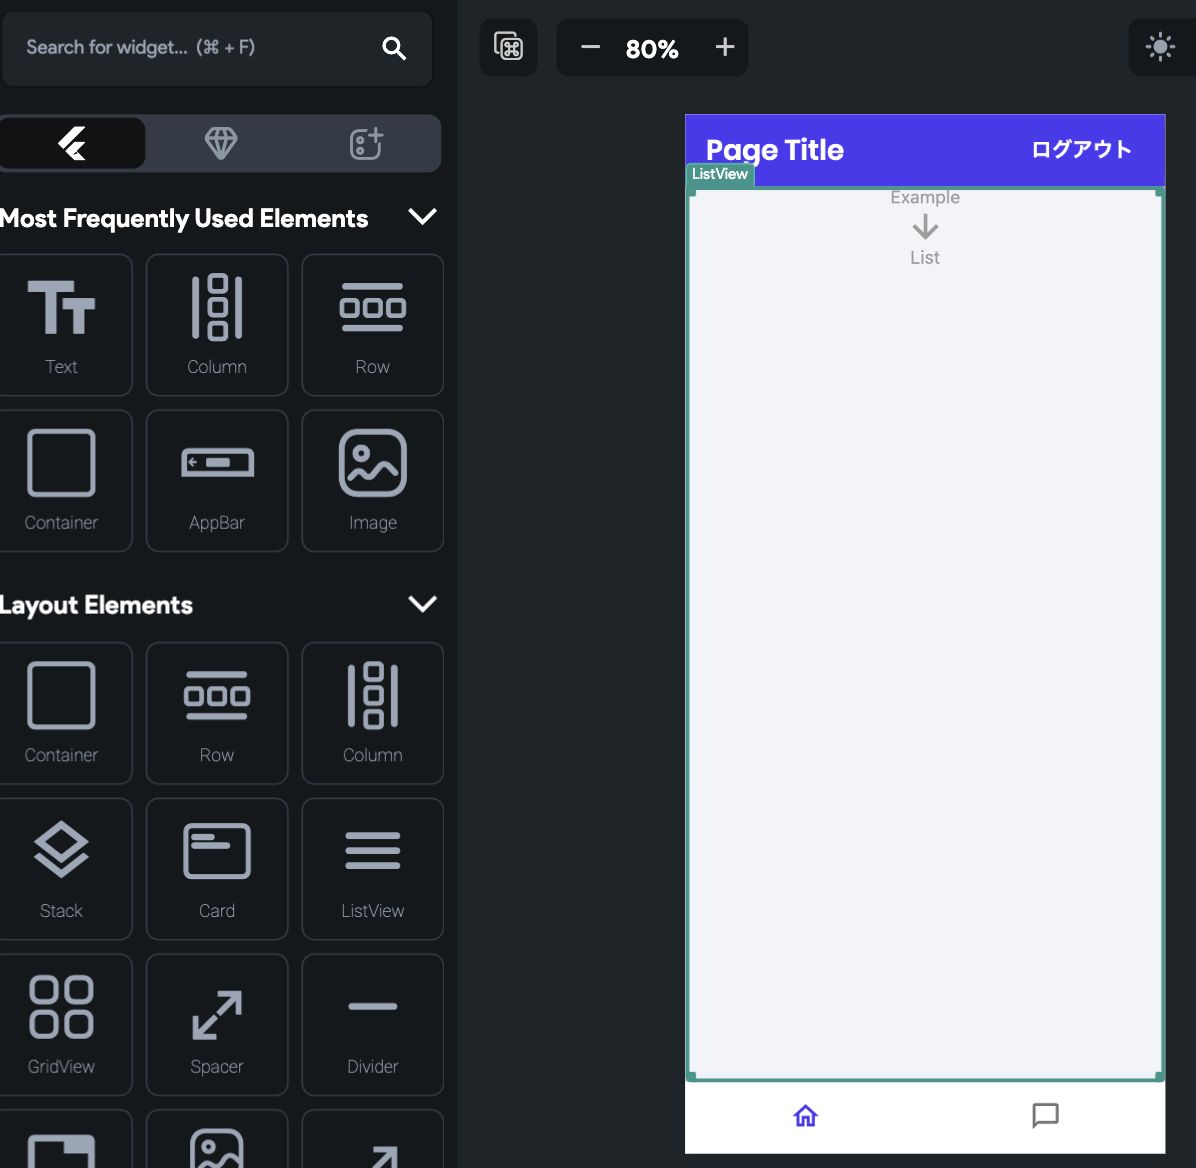 Search for widget... (⌘ + F)
80%
Most Frequently Used Elements
Text
Column
Row
Container
AppBar
Image
Layout Elements
Container
Row
Column
Stack
Card
ListView
GridView
Spacer
Divider
Page Title
ログアウト
ListView
Example
List